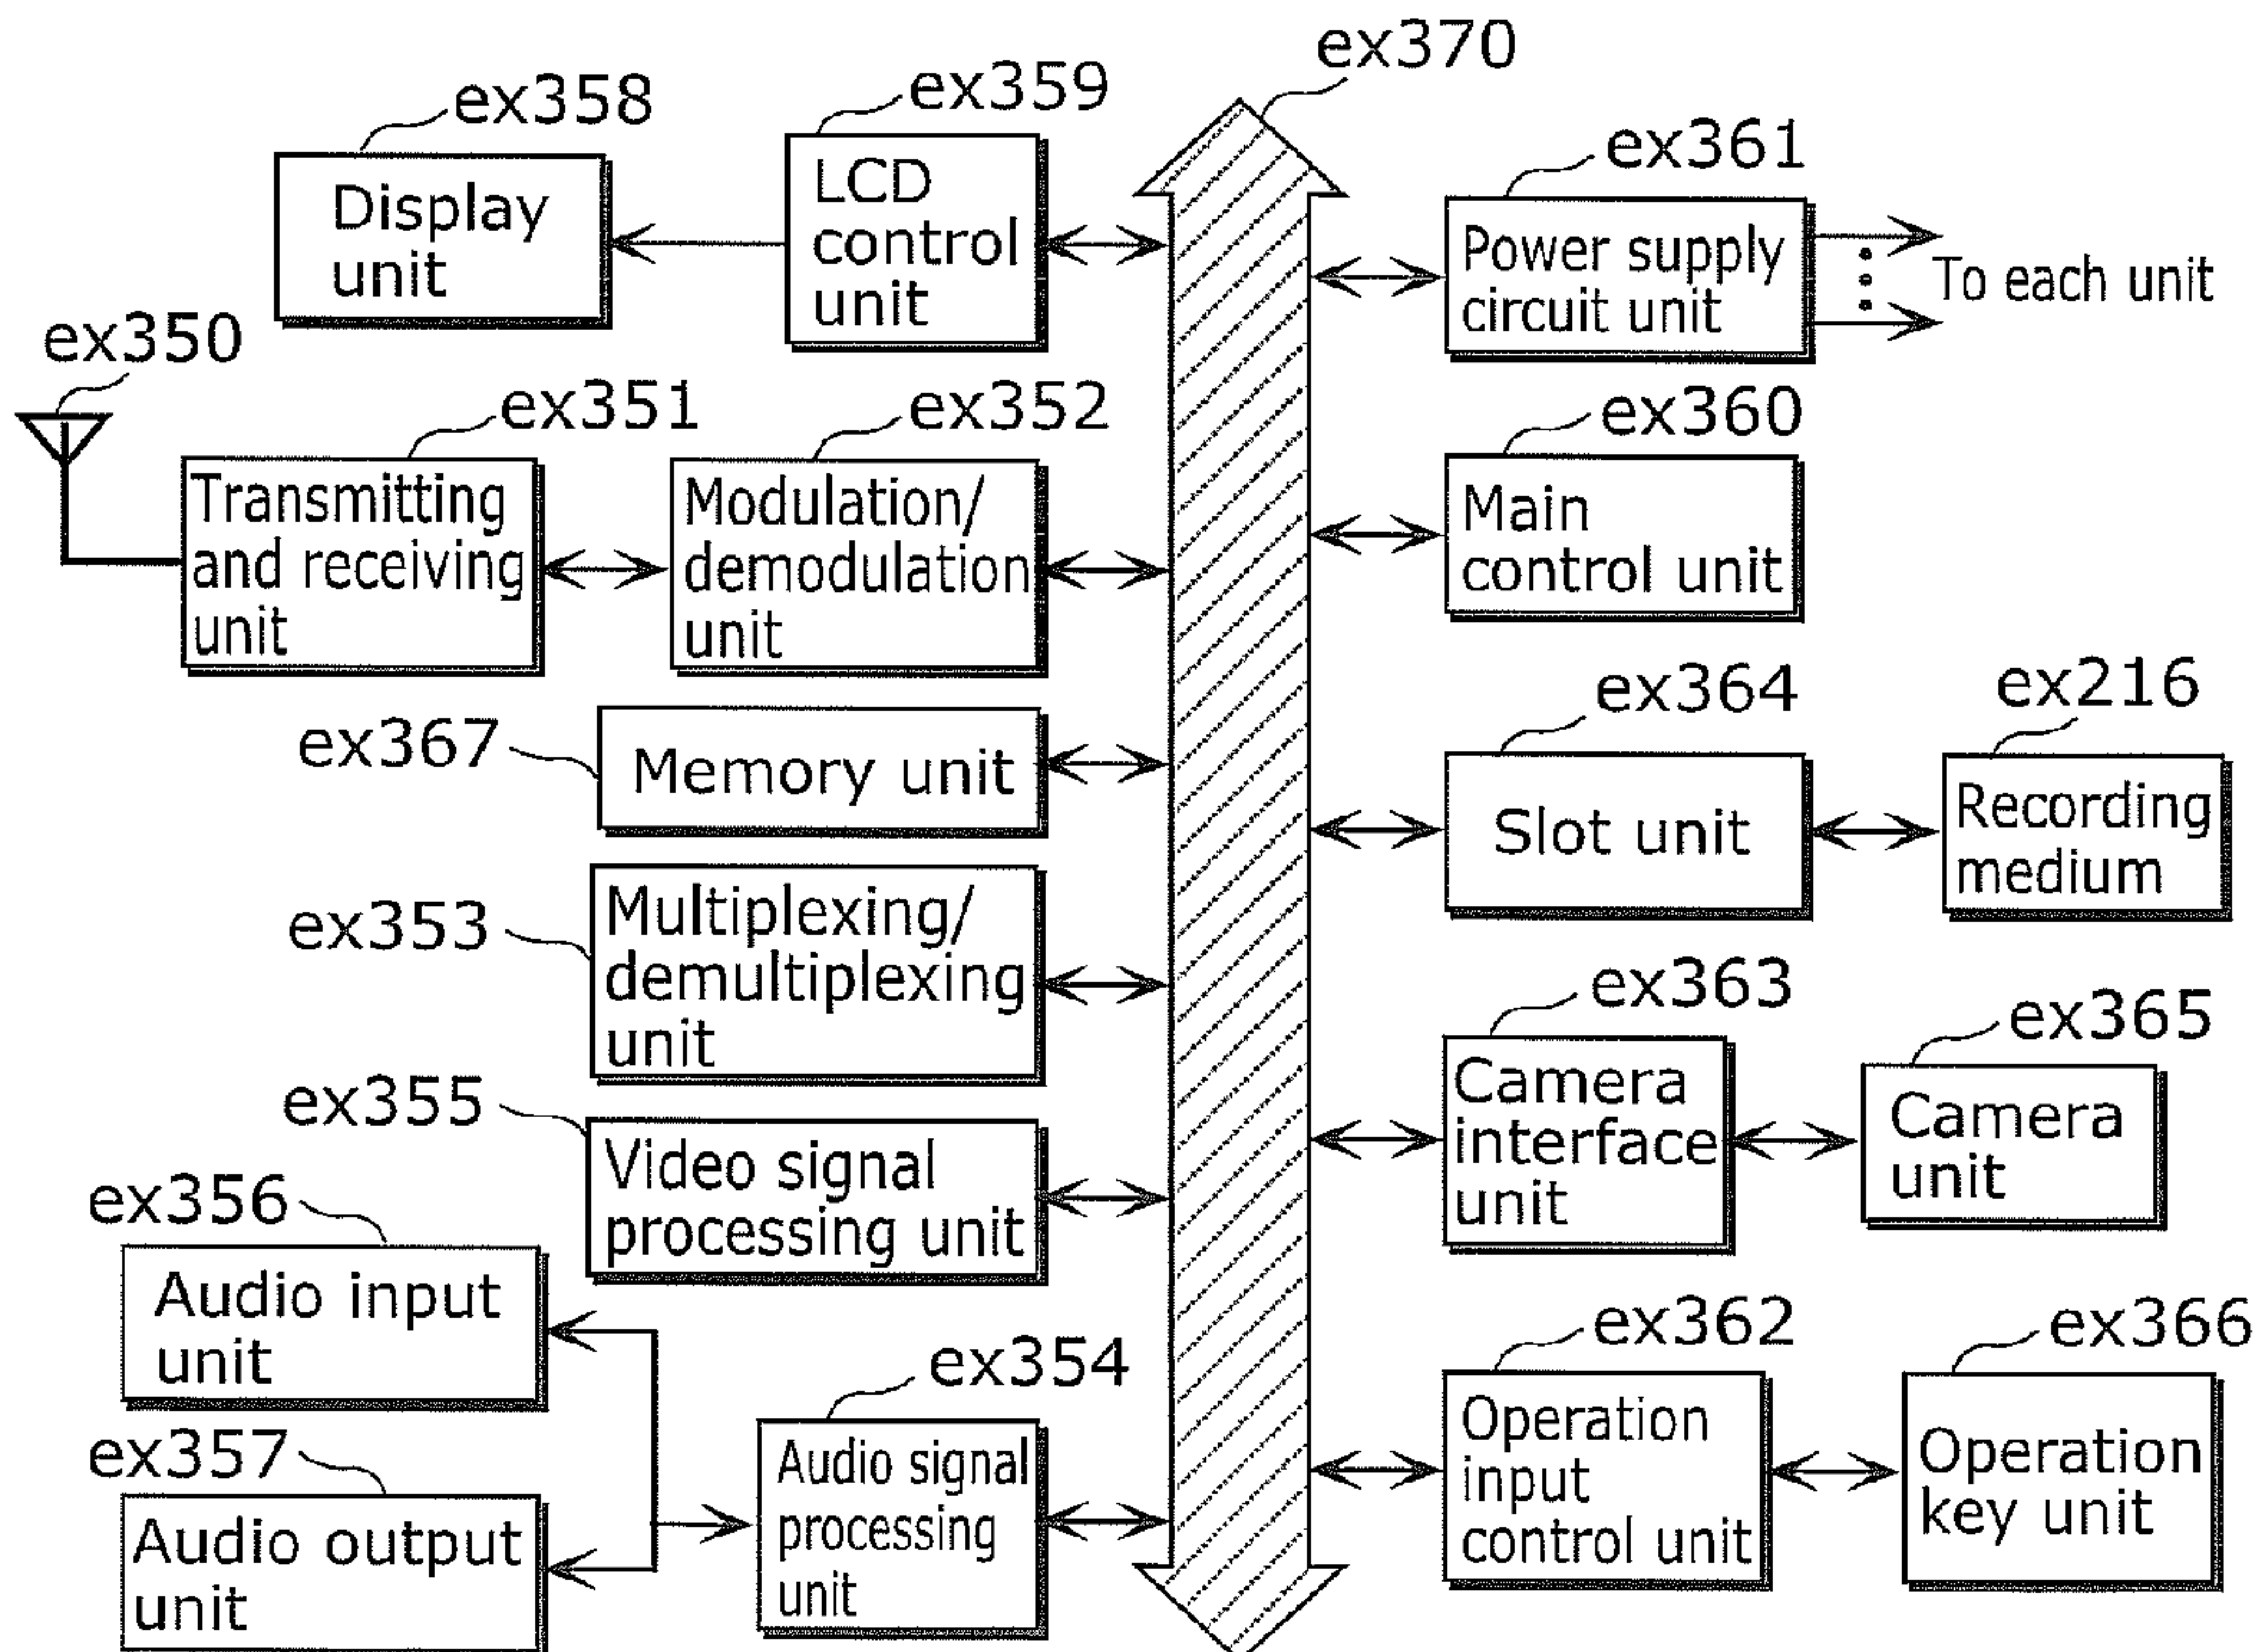 ex370
ex358
ex359
ex361
Display
unit
LCD
control
unit
Power supply
circuit unit
To each unit
ex350
ex351
ex352
ex360
Transmitting
and receiving
unit
Modulation/
demodulation
unit
Main
control unit
ex367
Memory unit
ex364
ex216
Slot unit
Recording
medium
ex353
Multiplexing/
demultiplexing
unit
ex363
ex365
Camera
interface
unit
Camera
unit
ex355
Video signal
processing unit
ex356
Audio input
unit
ex354
ex362
ex366
ex357
Audio output
unit
Audio signal
processing
unit
Operation
input
control unit
Operation
key unit